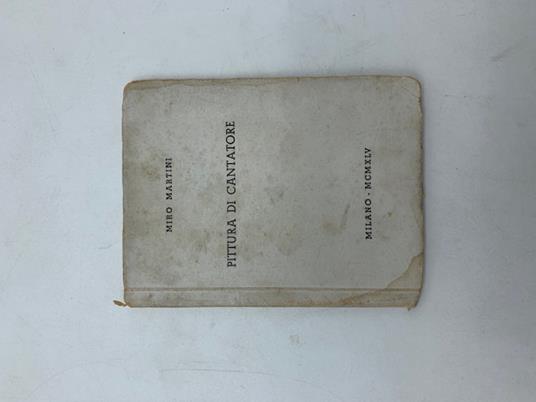 MIRO MARTINI
PITTURA DI CANTATORE
MILANO - MCMXLV